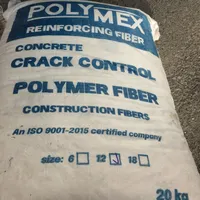 POLYMEX
REINFORCING FIBER
CONCRETE
CRACK CONTROL
POLYMER FIBER
CONSTRUCTION FIBERS
An ISO 9001-2015 certified company
size: 6 12 18
20 kg